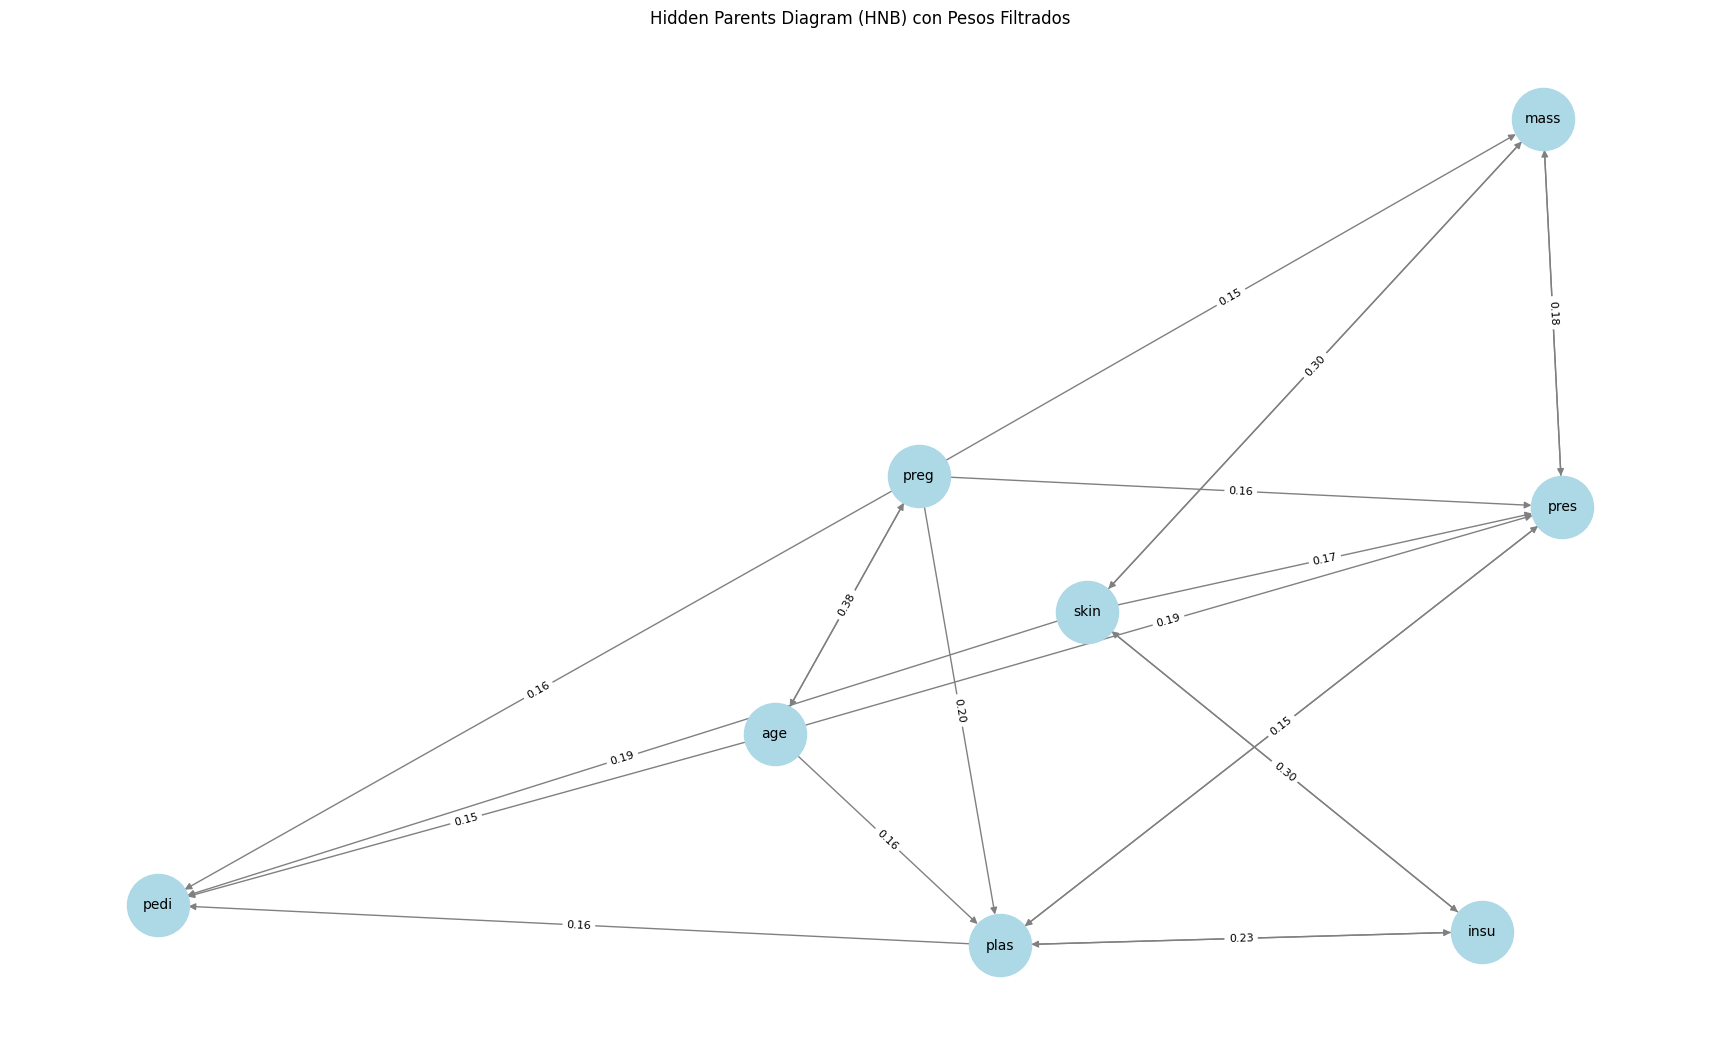 Hidden Parents Diagram (HNB) con Pesos Filtrados
mass
0.15
0.18
0.30
preg
0.16
pres
0.17
0.38
skin
0.19
0.16
0.20
age
0.15
0.19
0.30
0.15
0.16
pedi
0.16
0.23
insu
plas